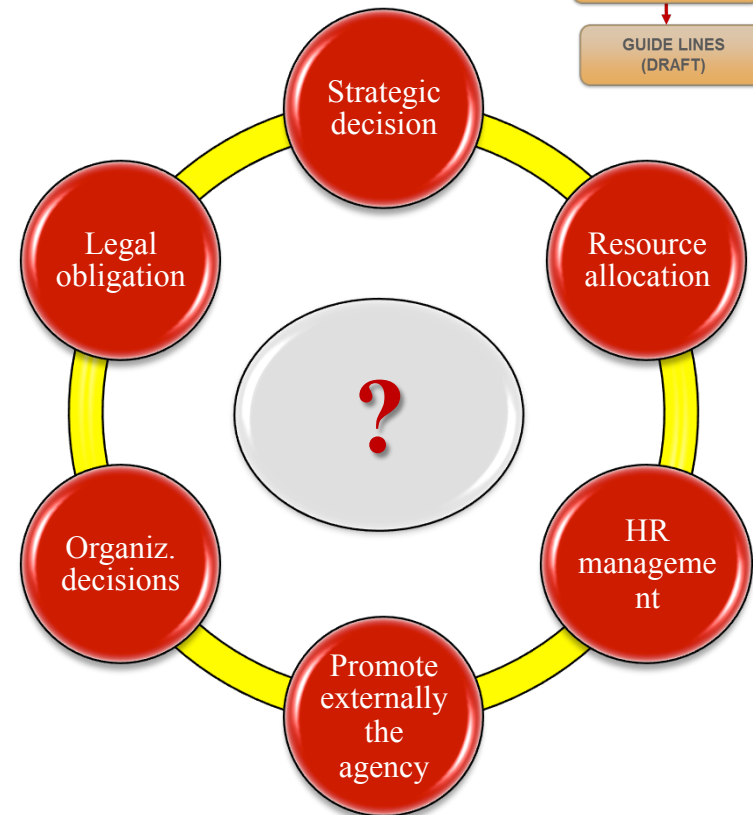 GUIDE LINES
(DRAFT)
Strategic
decision
Legal
obligation
Resource
allocation
?
Organiz.
decisions
HR
manageme
nt
Promote
externally
the
agency